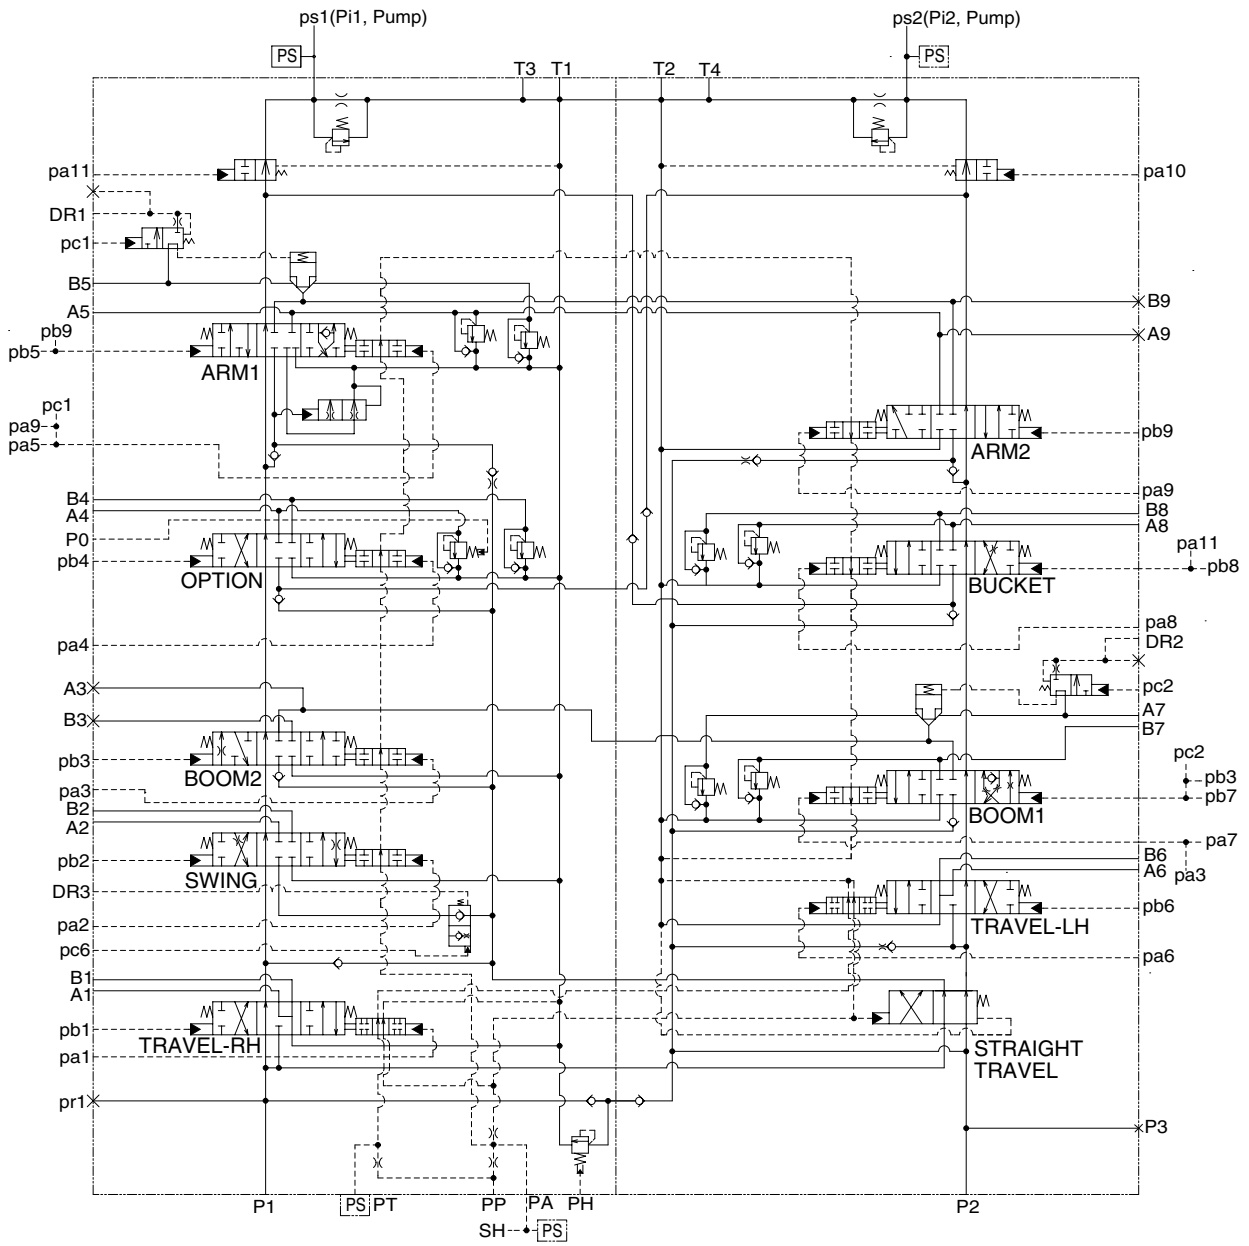 ps1(Pi1, Pump)
ps2(Pi2, Pump)
PS
PS
T3
T1
T2
T4
pa11
pa10
DR1
pc1
B5
A5
B9
A9
pb9
pb5
ARM1
pc1
pa9
pa5
ARM2
pb9
pa9
B4
A4
P0
pb4
OPTION
B8
A8
pa11
pb8
BUCKET
pa4
pa8
DR2
A3
B3
pc2
A7
B7
pb3
BOOM2
pa3
B2
A2
pc2
pb3
pb7
BOOM1
pa7
pb2
SWING
B6
A6
pa3
DR3
pa2
pc6
pb6
TRAVEL-LH
pa6
B1
A1
pb1
TRAVEL-RH
pa1
STRAIGHT
TRAVEL
pr1
P3
P1
PS
PT
PP
PA
PH
P2
SH
PS